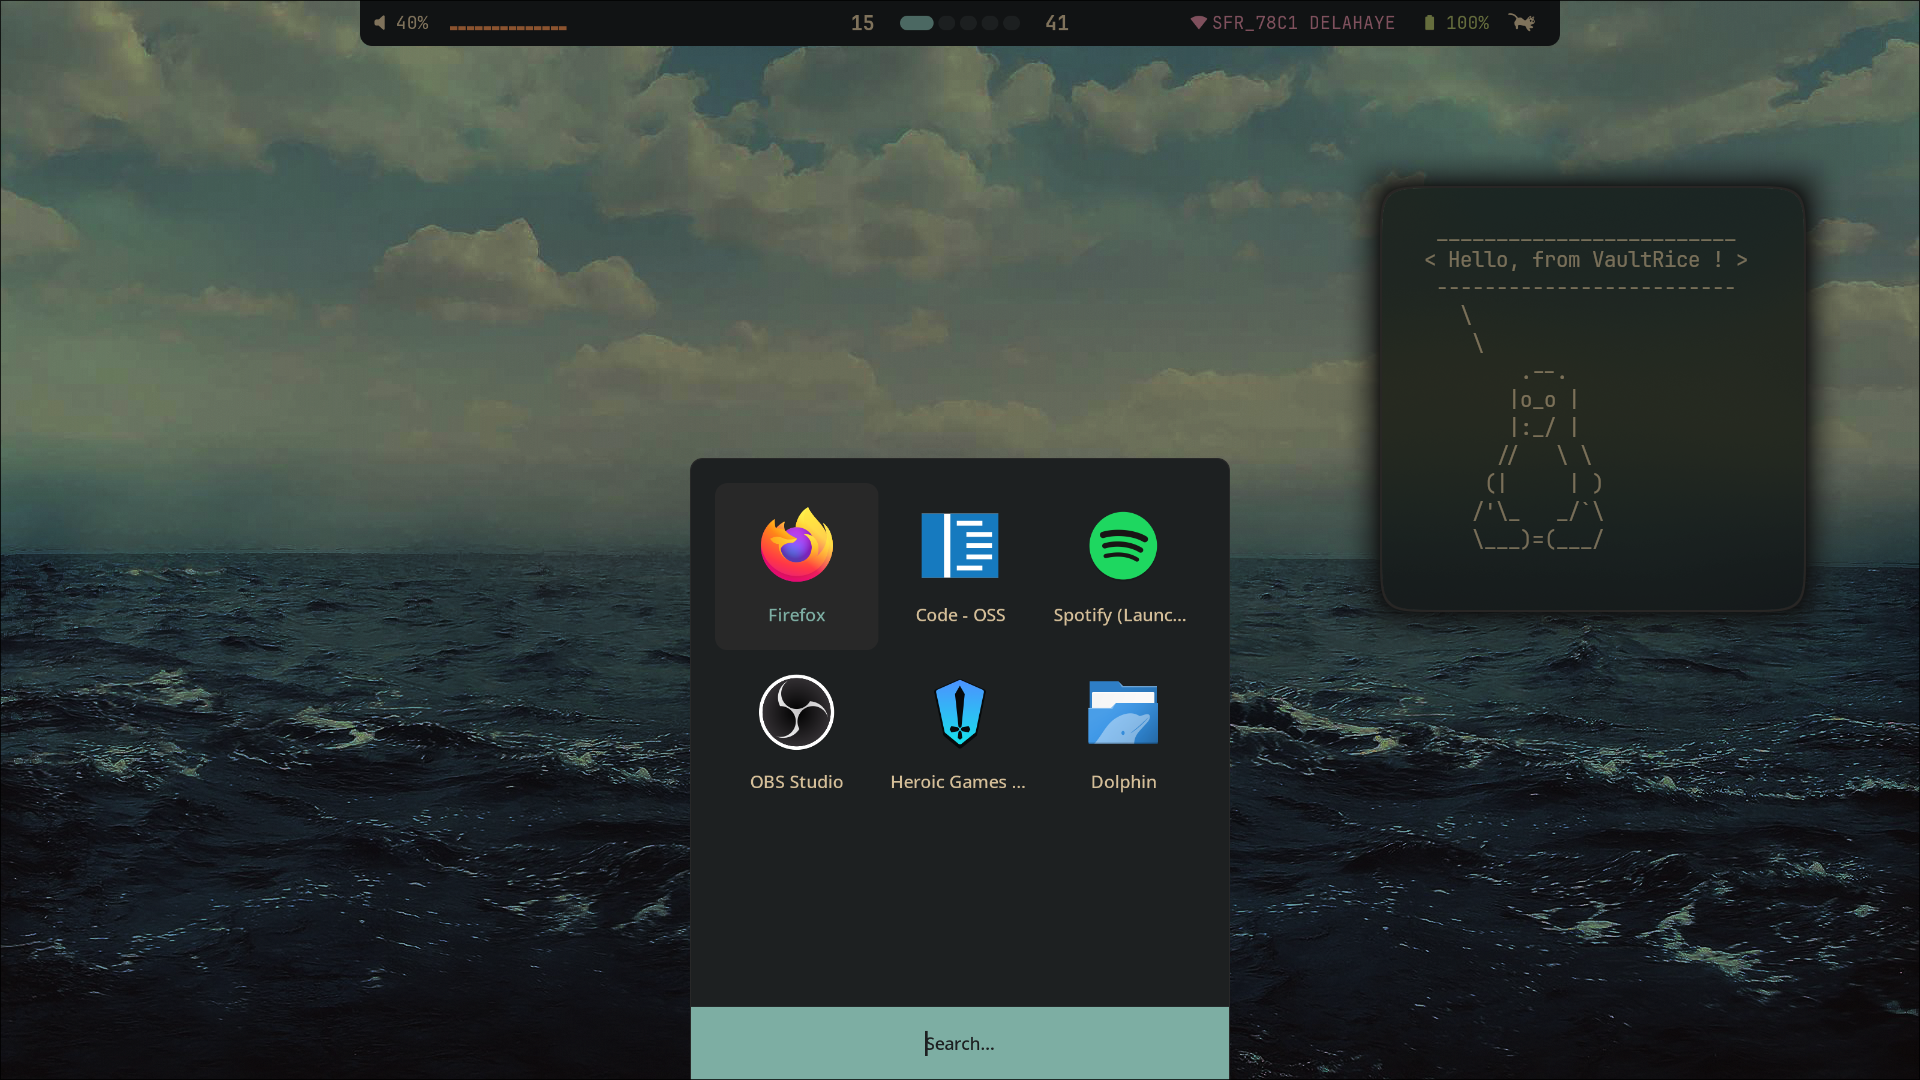 40%
15
41
SFR_78C1 DELAHAYE
100%
< Hello, from VaultRice ! >
Firefox
Code - OSS
Spotify (Launc...
OBS Studio
Heroic Games ...
Dolphin
Search...